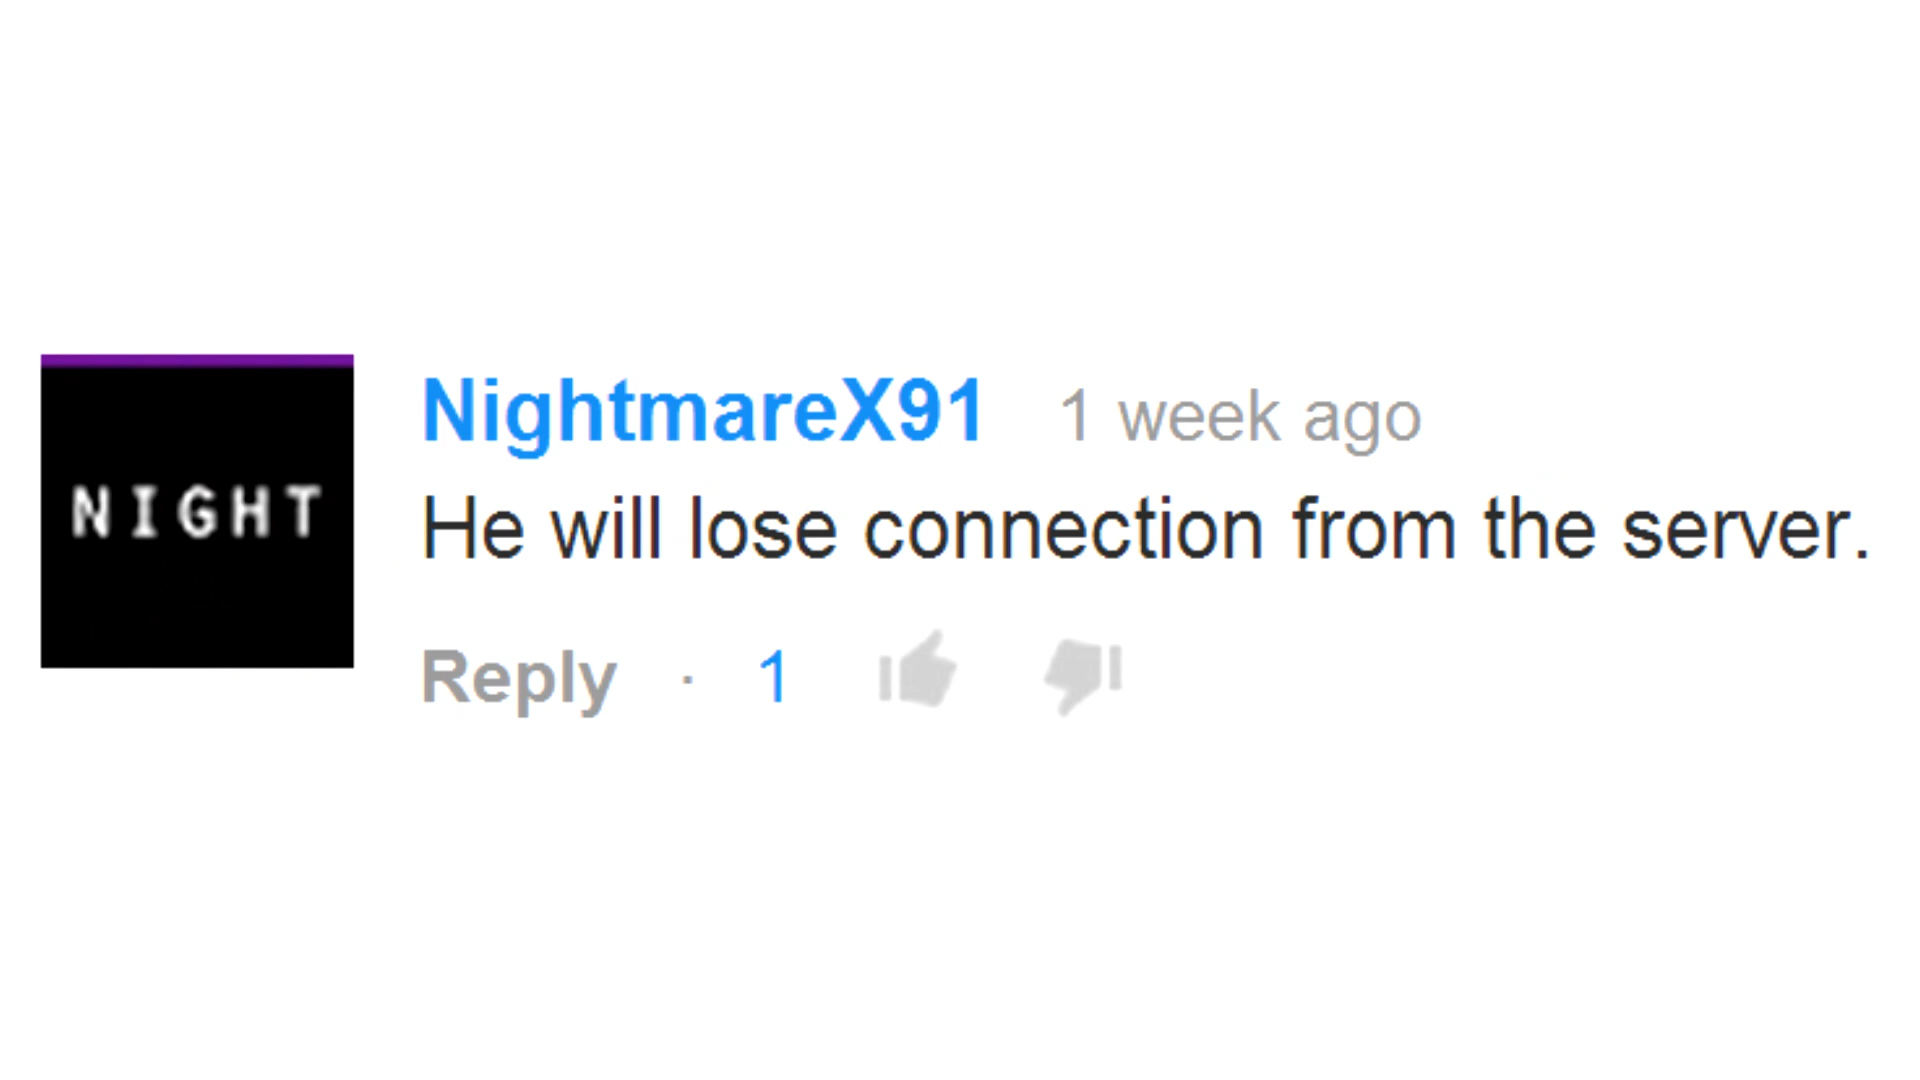 NIGHT
NightmareX91 1 week ago
He will lose connection from the server.
Reply · 1